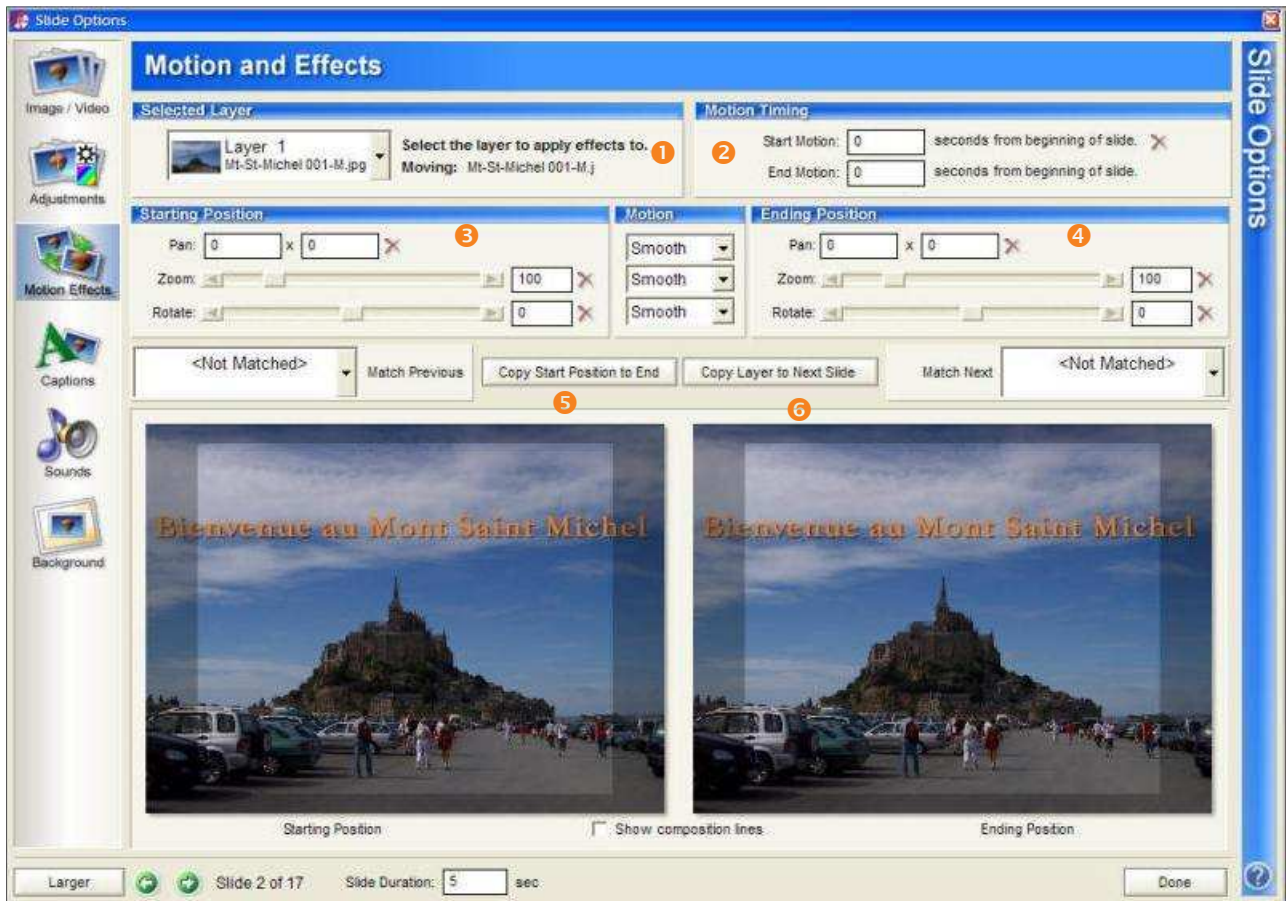 Slide Options
Motion and Effects
Image / Video
Adjustments
Motion Effects
Captions
Sounds
Background
Selected Layer
Layer 1
Mt-St-Michel 001-M.jpg
Select the layer to apply effects to.
Moving: Mt-St-Michel 001-M.j
1
Motion Timing
2
Start Motion: 0 seconds from beginning of slide.
End Motion: 0 seconds from beginning of slide.
Starting Position
3
Pan: 0 x 0
Zoom: 100
Rotate: 0
Motion
Smooth
Smooth
Smooth
Ending Position
4
Pan: 0 x 0
Zoom: 100
Rotate: 0
<Not Matched> Match Previous Copy Start Position to End Copy Layer to Next Slide Match Next <Not Matched>
5 6
Bienvenue au Mont Saint Michel
Bienvenue au Mont Saint Michel
Starting Position Show composition lines Ending Position
Larger Slide 2 of 17 Slide Duration: 5 sec Done
Slide Options
?